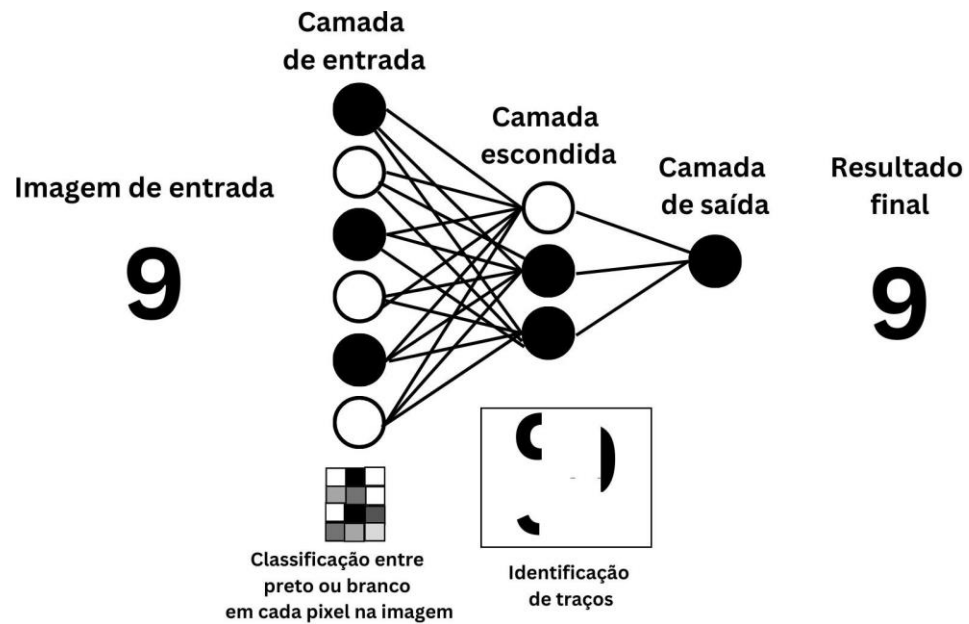 Camada
de entrada
Camada
escondida
Camada
de saída
Resultado
final
Imagem de entrada
9
9
Classificação entre
preto ou branco
em cada pixel na imagem
Identificação
de traços